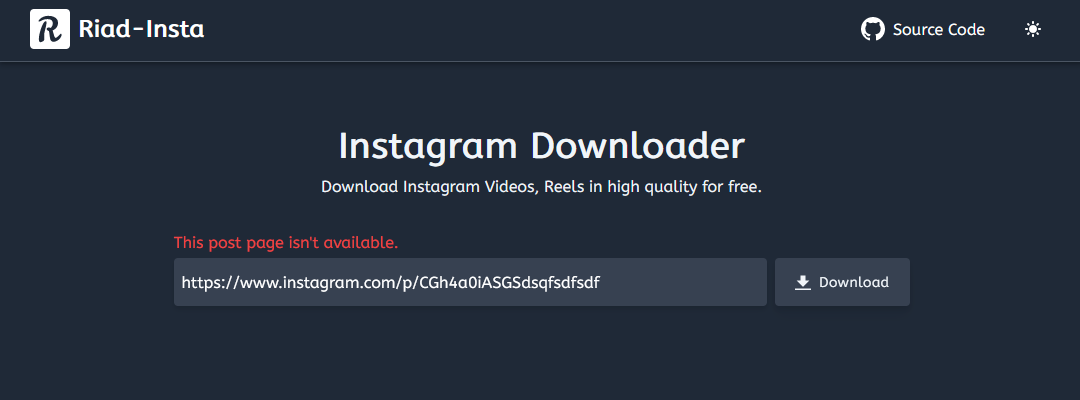 R Riad-Insta Source Code
Instagram Downloader
Download Instagram Videos, Reels in high quality for free.
This post page isn't available.
https://www.instagram.com/p/CGh4a0iASGSdsqfsdfsdf Download